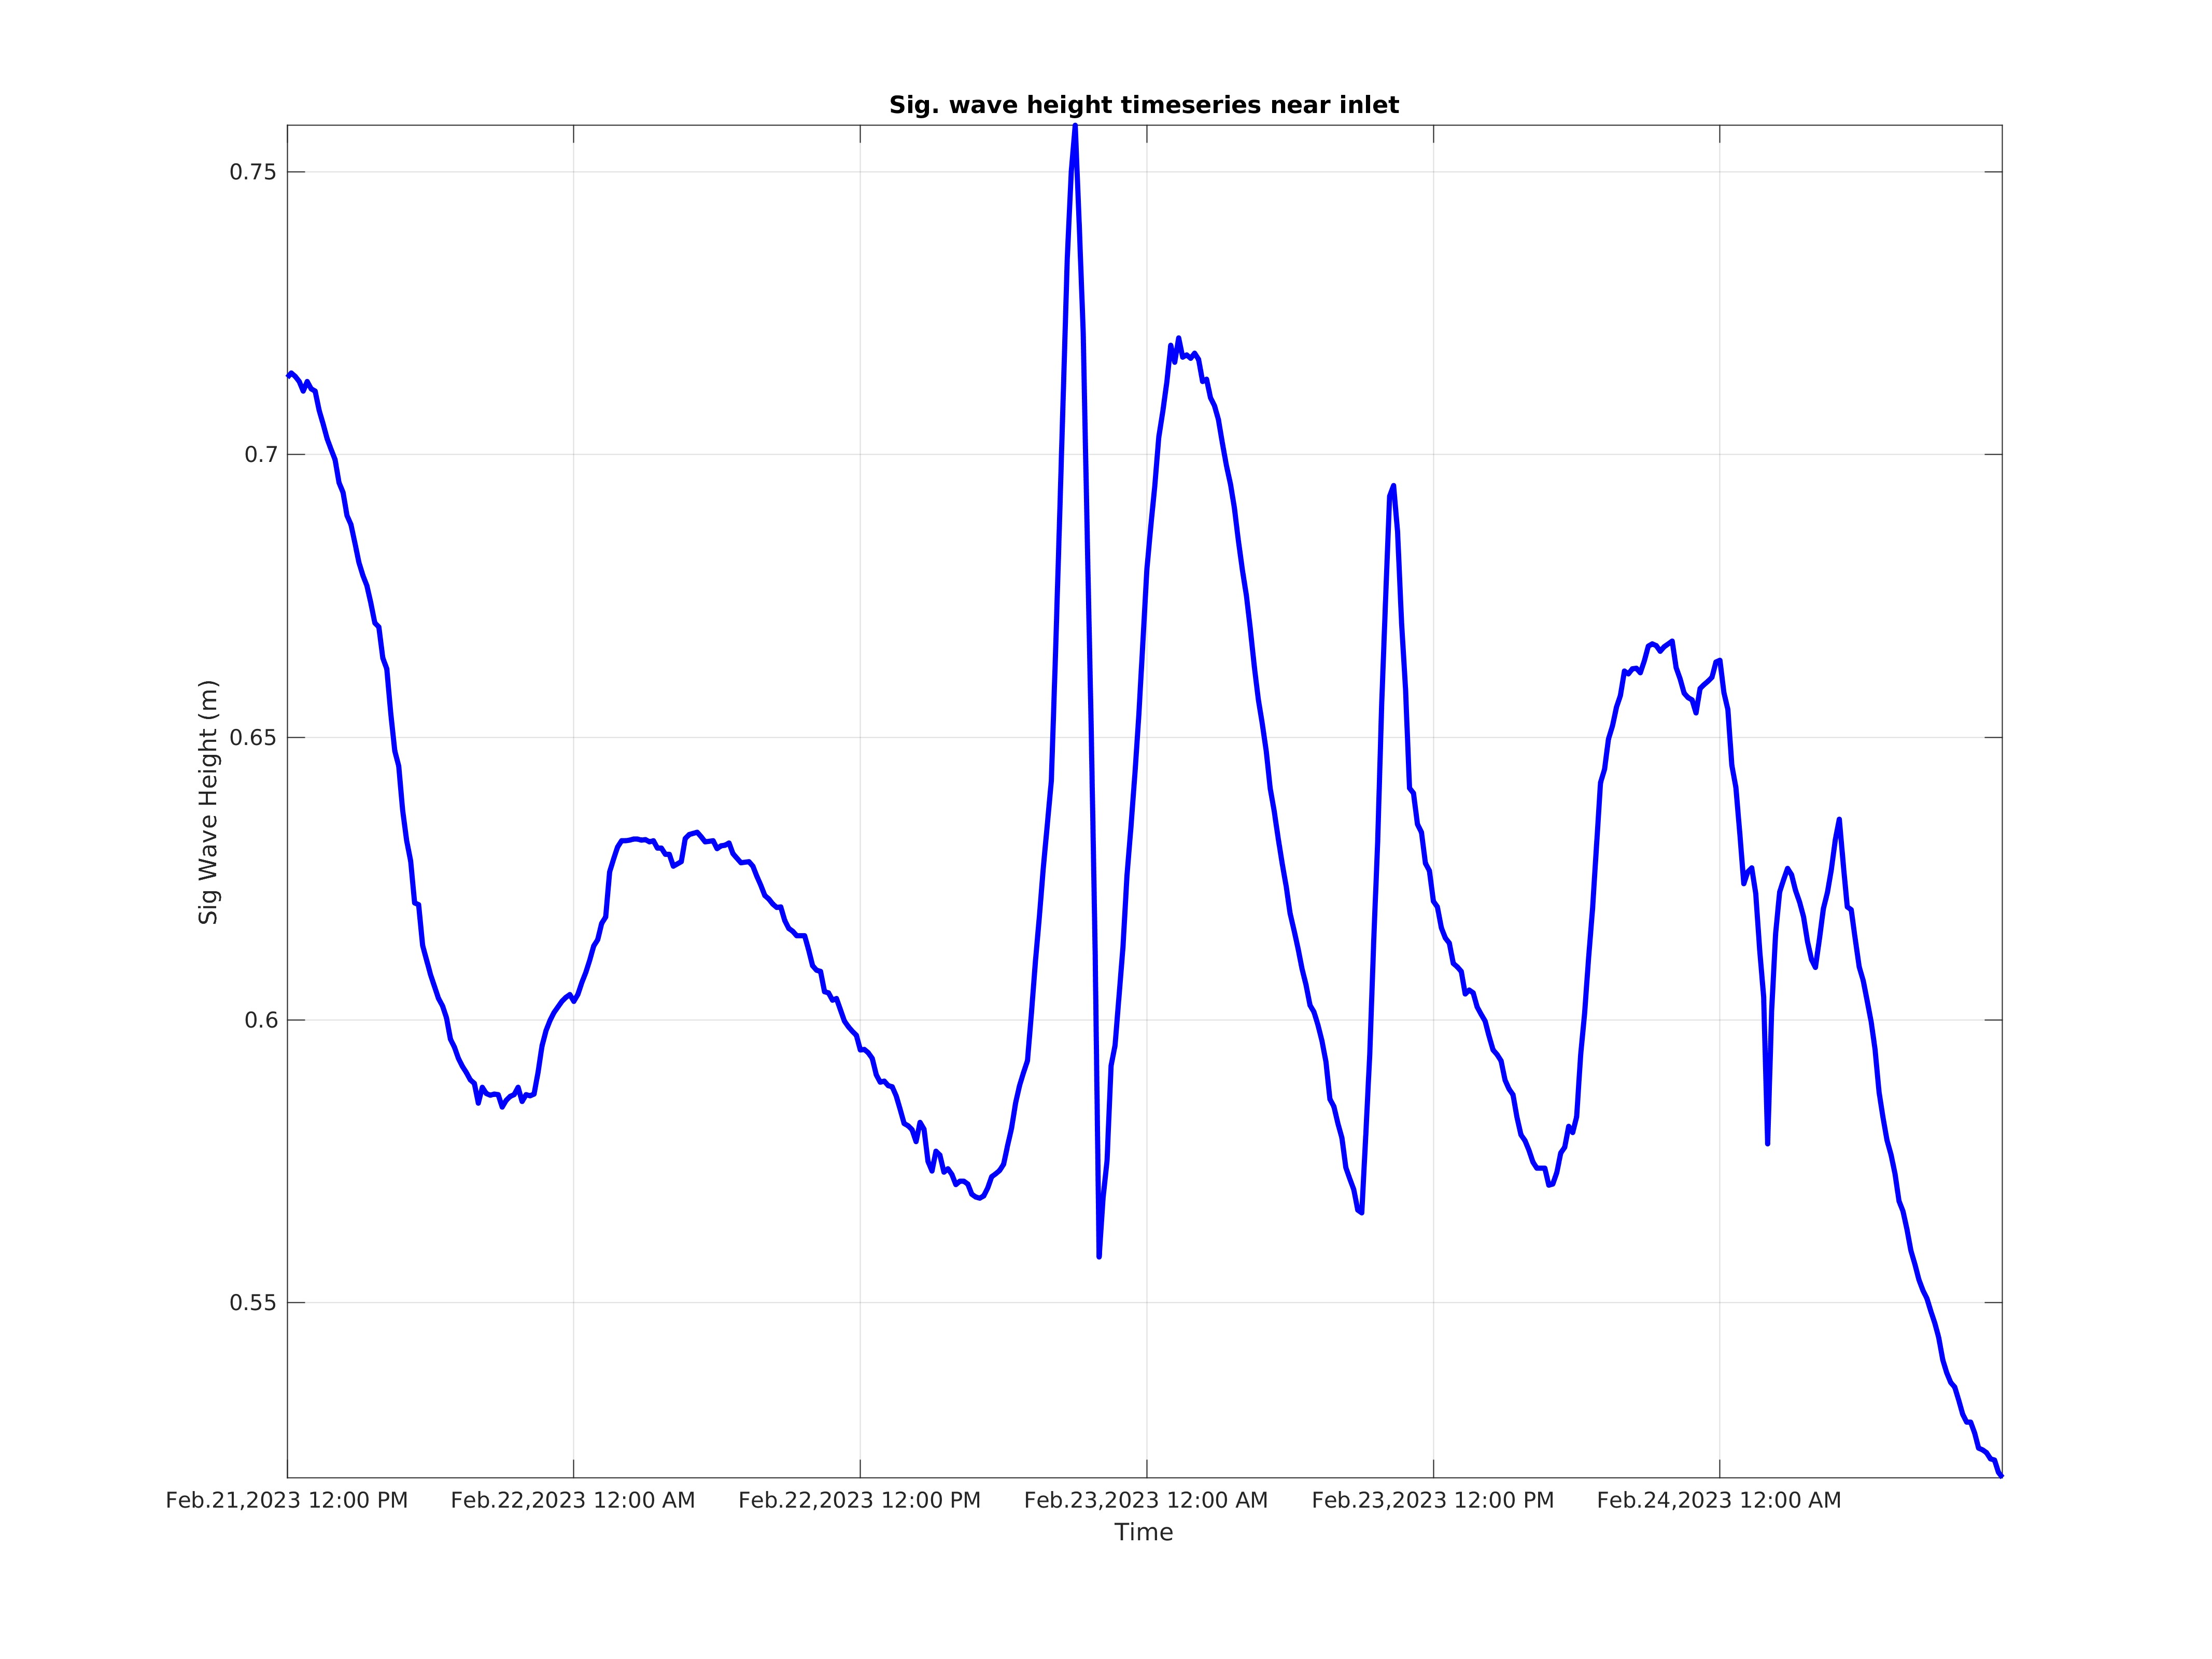 Sig. wave height timeseries near inlet
0.75
0.7
0.65
0.6
0.55
Sig Wave Height (m)
Feb.21,2023 12:00 PM
Feb.22,2023 12:00 AM
Feb.22,2023 12:00 PM
Feb.23,2023 12:00 AM
Feb.23,2023 12:00 PM
Feb.24,2023 12:00 AM
Time